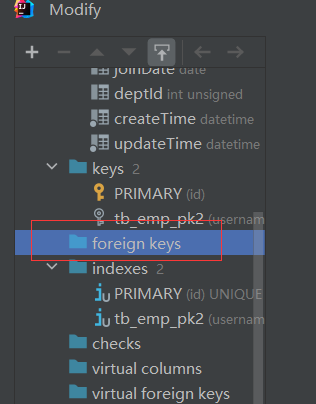 Modify
joinDate date
deptId int unsigned
createTime datetime
updateTime datetime
keys 2
PRIMARY (id)
tb_emp_pk2 (usernam
foreign keys
indexes 2
PRIMARY (id) UNIQUE
tb_emp_pk2 (usernam
checks
virtual columns
virtual foreign keys